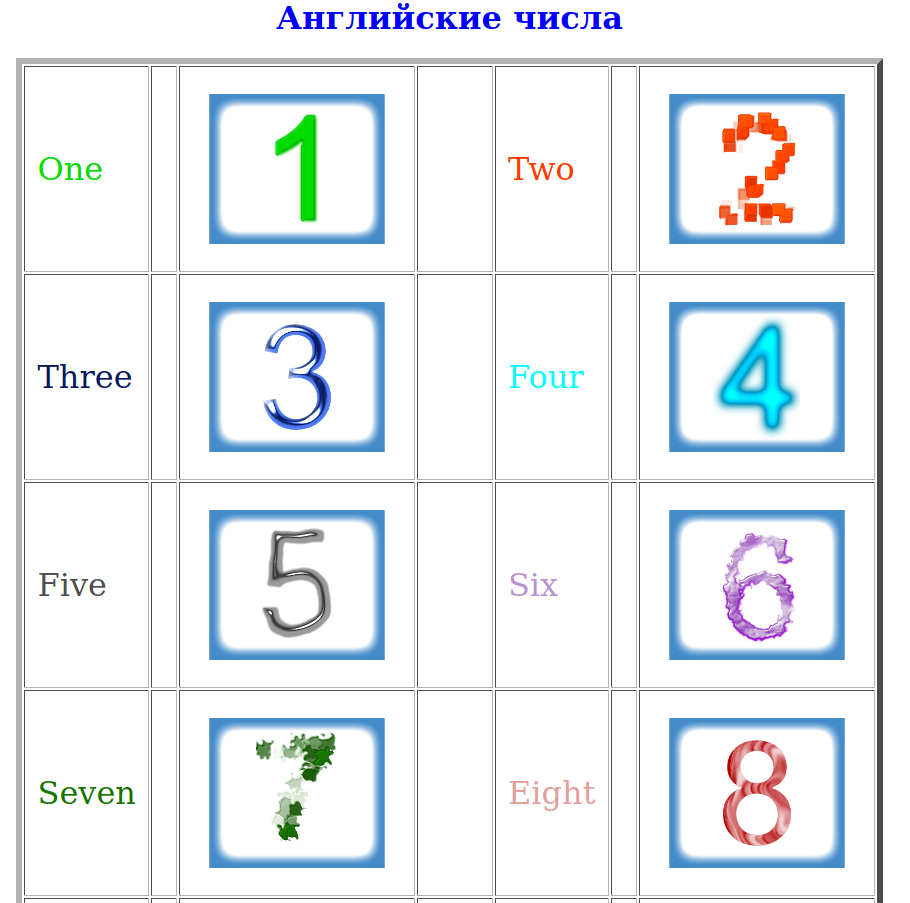 Английские числа
One 1 Two 2
Three 3 Four 4
Five 5 Six 6
Seven 7 Eight 8